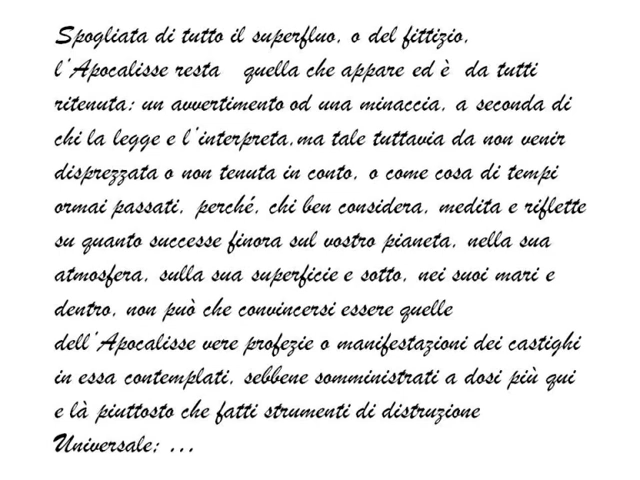 Spogliata di tutto il superfluo, o del fittizio,
l'Apocalisse resta quella che appare ed è da tutti
ritenuta: un avvertimento od una minaccia, a seconda di
chi la legge e l'interpreta,ma tale tuttavia da non venir
disprezzata o non tenuta in conto, o come cosa di tempi
ormai passati, perché, chi ben considera, medita e riflette
su quanto successe finora sul vostro pianeta, nella sua
atmosfera, sulla sua superficie e sotto, nei suoi mari e
dentro, non può che convincersi essere quelle
dell'Apocalisse vere profezie o manifestazioni dei castighi
in essa contemplati, sebbene somministrati a dosi più qui
e là piuttosto che fatti strumenti di distruzione
Universale; ...